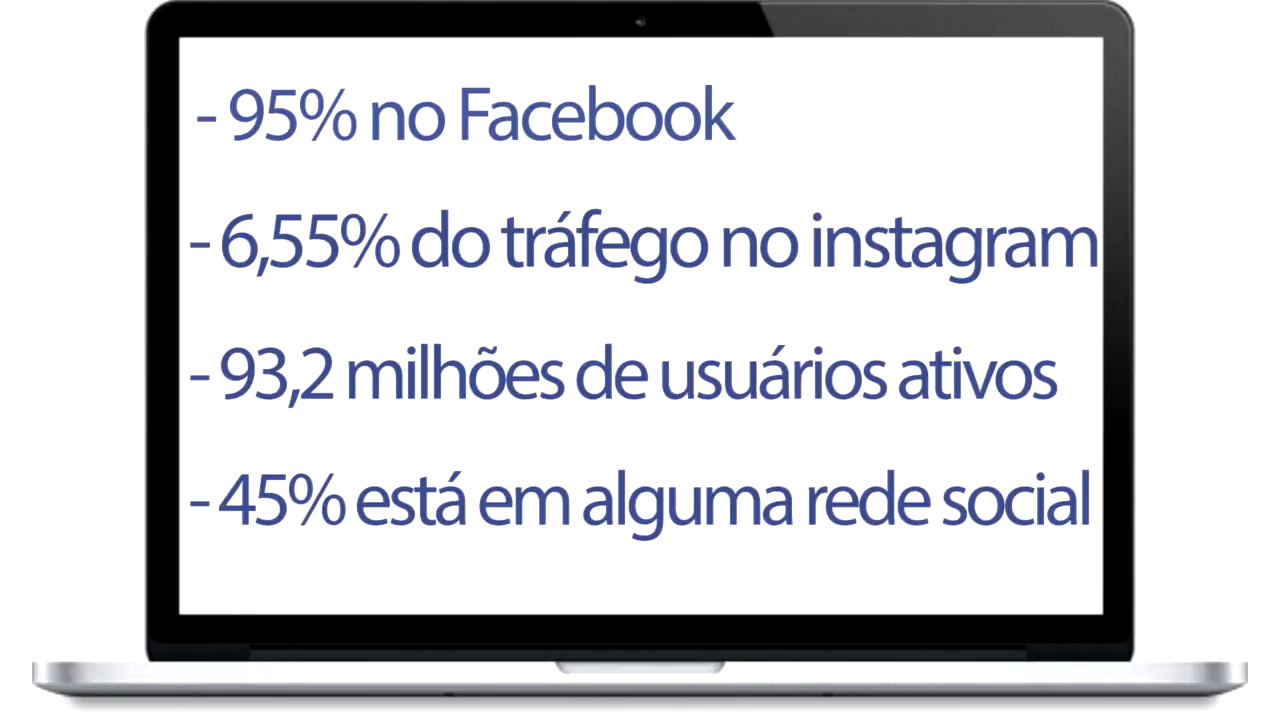 - 95% no Facebook
- 6,55% do tráfego no instagram
- 93,2 milhões de usuários ativos
- 45% está em alguma rede social